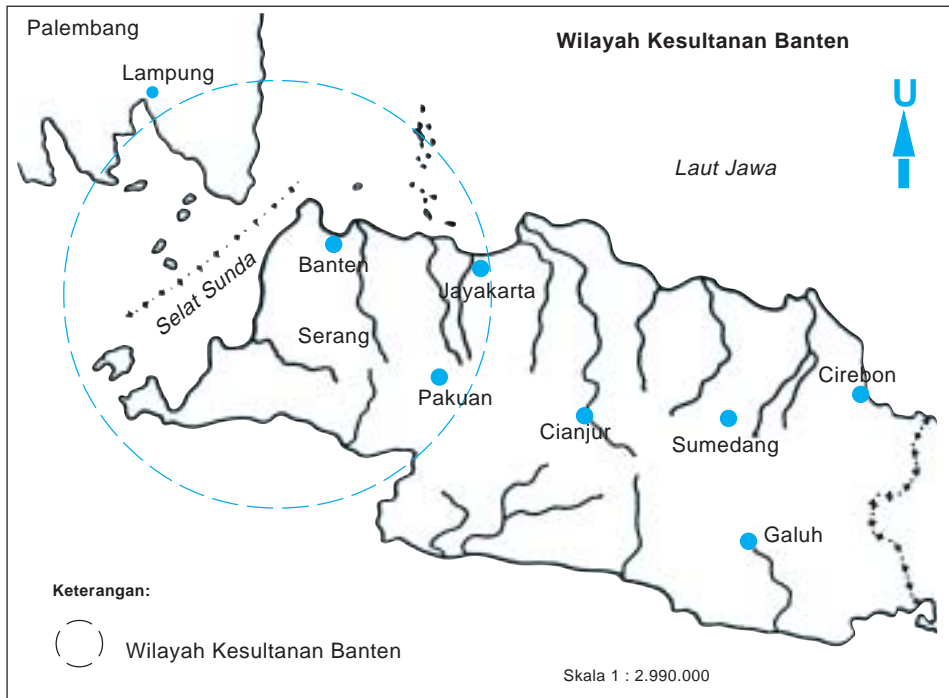 Palembang
Wilayah Kesultanan Banten
Lampung
U
Laut Jawa
Selat Sunda
Banten
Jayakarta
Serang
Pakuan
Cirebon
Cianjur
Sumedang
Galuh
Keterangan:
Wilayah Kesultanan Banten
Skala 1 : 2.990.000